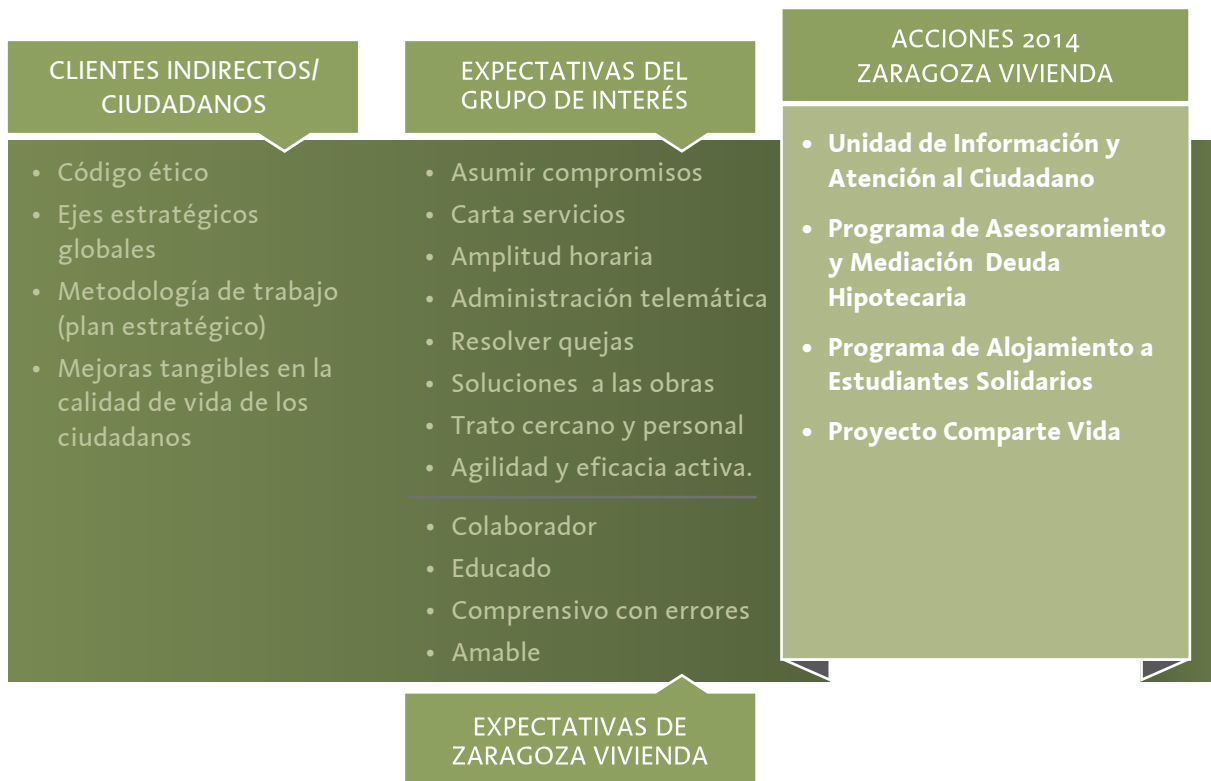 CLIENTES INDIRECTOS/
CIUDADANOS
• Código ético
• Ejes estratégicos
globales
• Metodología de trabajo
(plan estratégico)
• Mejoras tangibles en la
calidad de vida de los
ciudadanos
EXPECTATIVAS DEL
GRUPO DE INTERÉS
• Asumir compromisos
• Carta servicios
• Amplitud horaria
• Administración telemática
• Resolver quejas
• Soluciones a las obras
• Trato cercano y personal
• Agilidad y eficacia activa.
• Colaborador
• Educado
• Comprensivo con errores
• Amable
EXPECTATIVAS DE
ZARAGOZA VIVIENDA
ACCIONES 2014
ZARAGOZA VIVIENDA
• Unidad de Información y
Atención al Ciudadano
• Programa de Asesoramiento
y Mediación Deuda
Hipotecaria
• Programa de Alojamiento a
Estudiantes Solidarios
• Proyecto Comparte Vida